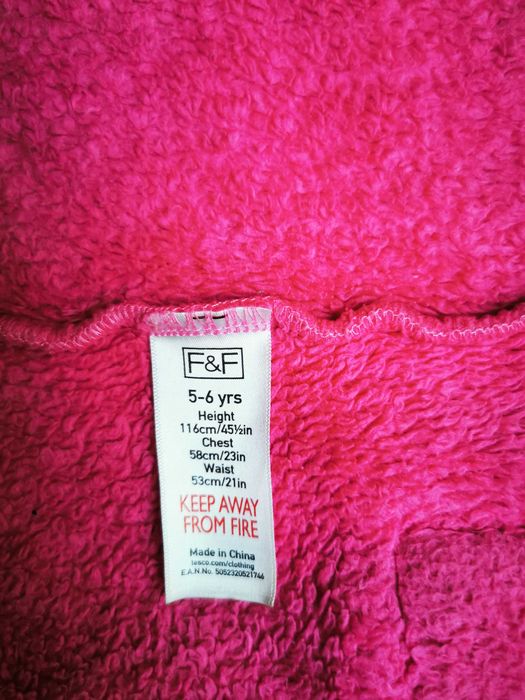 F&F
5-6 yrs
Height
116cm/45½in
Chest
58cm/23in
Waist
53cm/21in
KEEP AWAY
FROM FIRE
Made in China
tesco.com/clothing
E.A.N. No. 5052320521746